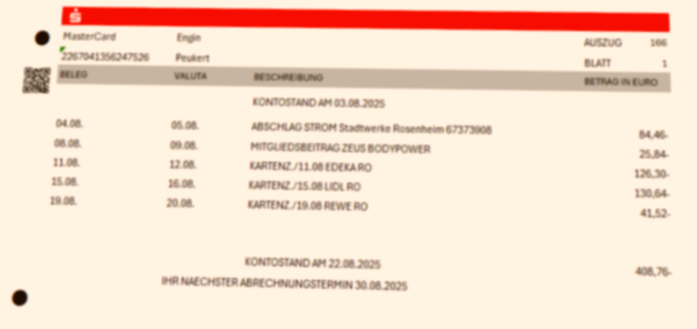 MasterCard Engin AUSZUG 166
2267041356247526 Peukert BLATT 1
BELEG VALUTA BESCHREIBUNG BETRAG IN EURO
KONTOSTAND AM 03.08.2025
04.08. 05.08. ABSCHLAG STROM Stadtwerke Rosenheim 67373908 84,46-
08.08. 09.08. MITGLIEDSBEITRAG ZEUS BODYPOWER 25,84-
11.08. 12.08. KARTENZ./11.08 EDEKA RO 126,30-
15.08. 16.08. KARTENZ./15.08 LIDL RO 130,64-
19.08. 20.08. KARTENZ./19.08 REWE RO 41,52-
KONTOSTAND AM 22.08.2025 408,76-
IHR NAECHSTER ABRECHNUNGSTERMIN 30.08.2025